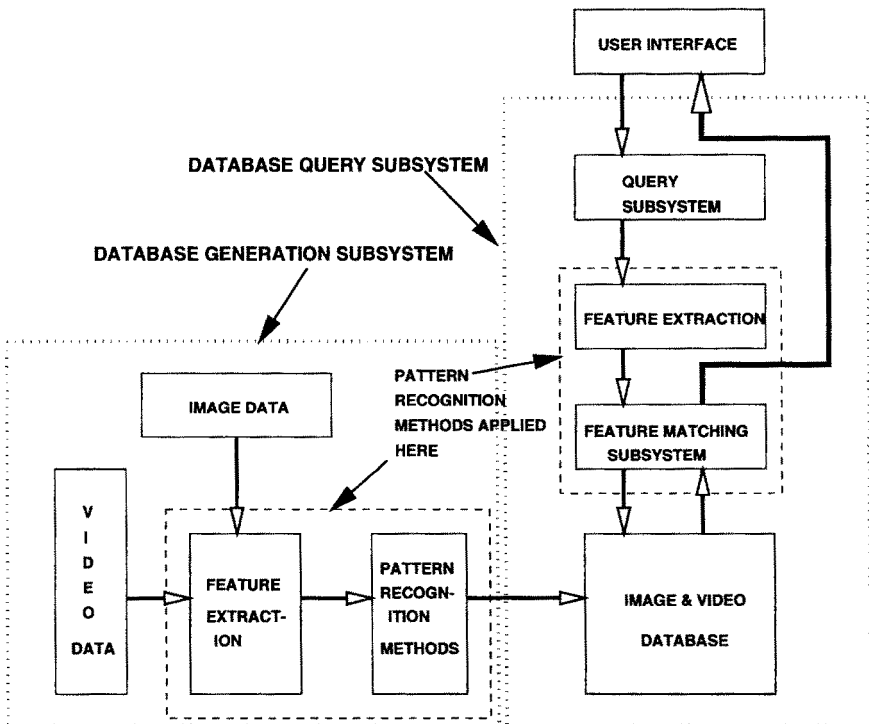 USER INTERFACE
DATABASE QUERY SUBSYSTEM
QUERY
SUBSYSTEM
DATABASE GENERATION SUBSYSTEM
FEATURE EXTRACTION
PATTERN
RECOGNITION
METHODS APPLIED
HERE
IMAGE DATA
FEATURE MATCHING
SUBSYSTEM
V
I
D
E
O
DATA
FEATURE
EXTRACT-
ION
PATTERN
RECOGN-
ITION
METHODS
IMAGE & VIDEO
DATABASE